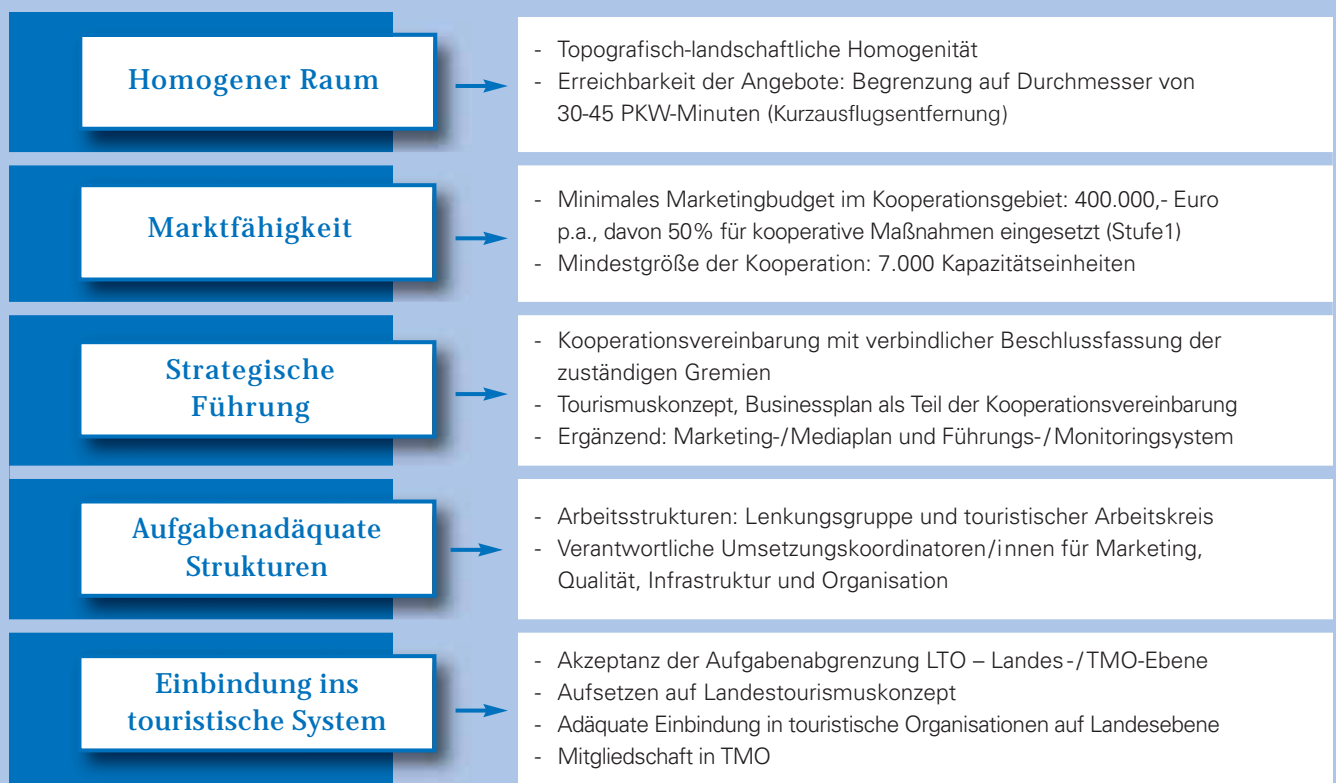 Homogener Raum
- Topografisch-landschaftliche Homogenität
- Erreichbarkeit der Angebote: Begrenzung auf Durchmesser von
30-45 PKW-Minuten (Kurzausflugsentfernung)
Marktfähigkeit
- Minimales Marketingbudget im Kooperationsgebiet: 400.000,- Euro
p.a., davon 50% für kooperative Maßnahmen eingesetzt (Stufe1)
- Mindestgröße der Kooperation: 7.000 Kapazitätseinheiten
Strategische
Führung
- Kooperationsvereinbarung mit verbindlicher Beschlussfassung der
zuständigen Gremien
- Tourismuskonzept, Businessplan als Teil der Kooperationsvereinbarung
- Ergänzend: Marketing-/Mediaplan und Führungs-/Monitoringsystem
Aufgabenadäquate
Strukturen
- Arbeitsstrukturen: Lenkungsgruppe und touristischer Arbeitskreis
- Verantwortliche Umsetzungskoordinatoren/innen für Marketing,
Qualität, Infrastruktur und Organisation
Einbindung ins
touristische System
- Akzeptanz der Aufgabenabgrenzung LTO – Landes-/TMO-Ebene
- Aufsetzen auf Landestourismuskonzept
- Adäquate Einbindung in touristische Organisationen auf Landesebene
- Mitgliedschaft in TMO